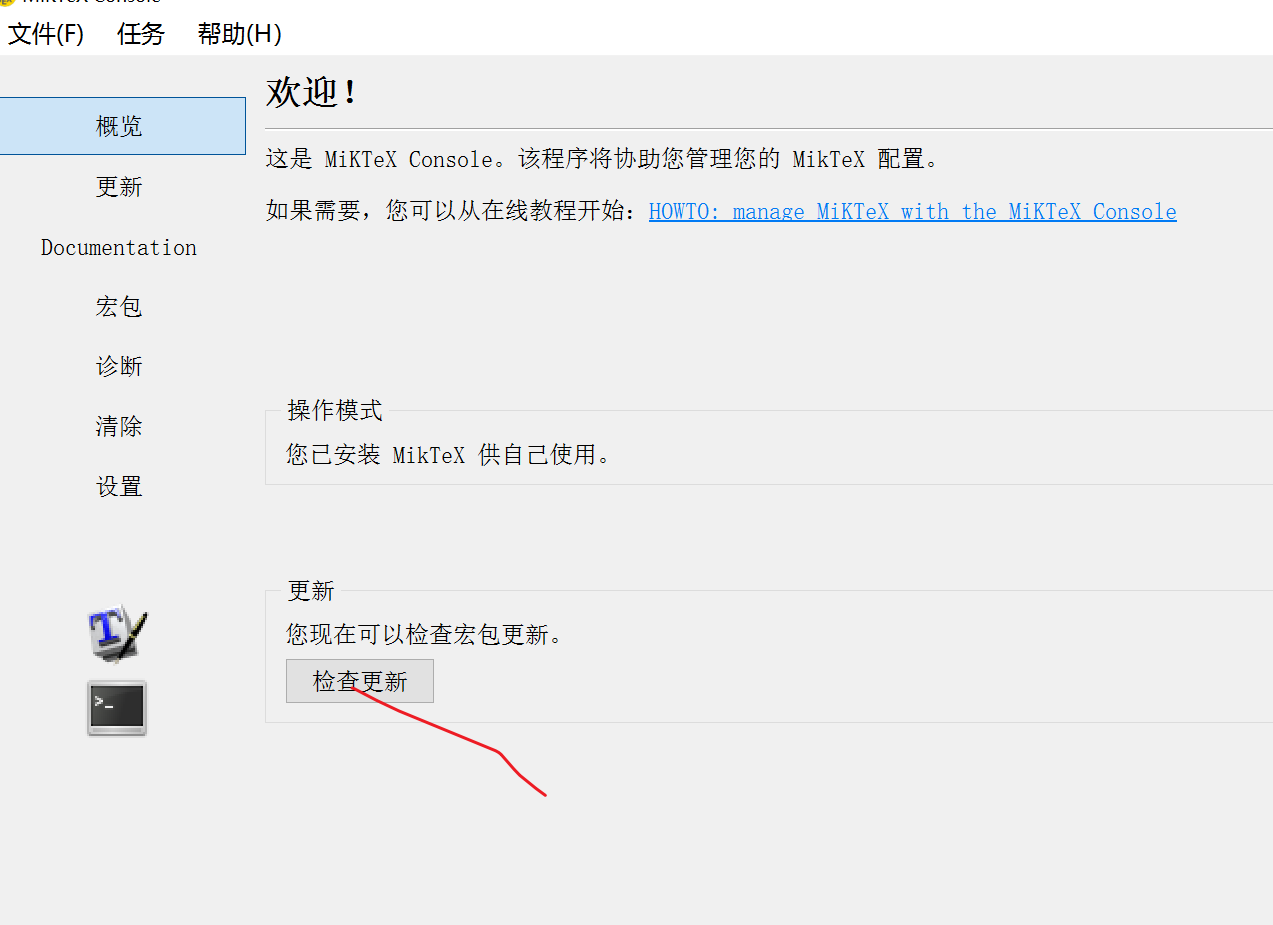 MiKTeX Console
文件(F) 任务 帮助(H)
概览
更新
Documentation
宏包
诊断
清除
设置
欢迎!
这是 MiKTeX Console。该程序将协助您管理您的 MikTeX 配置。
如果需要，您可以从在线教程开始: HOWTO: manage MiKTeX with the MiKTeX Console
操作模式
您已安装 MikTeX 供自己使用。
更新
您现在可以检查宏包更新。
检查更新